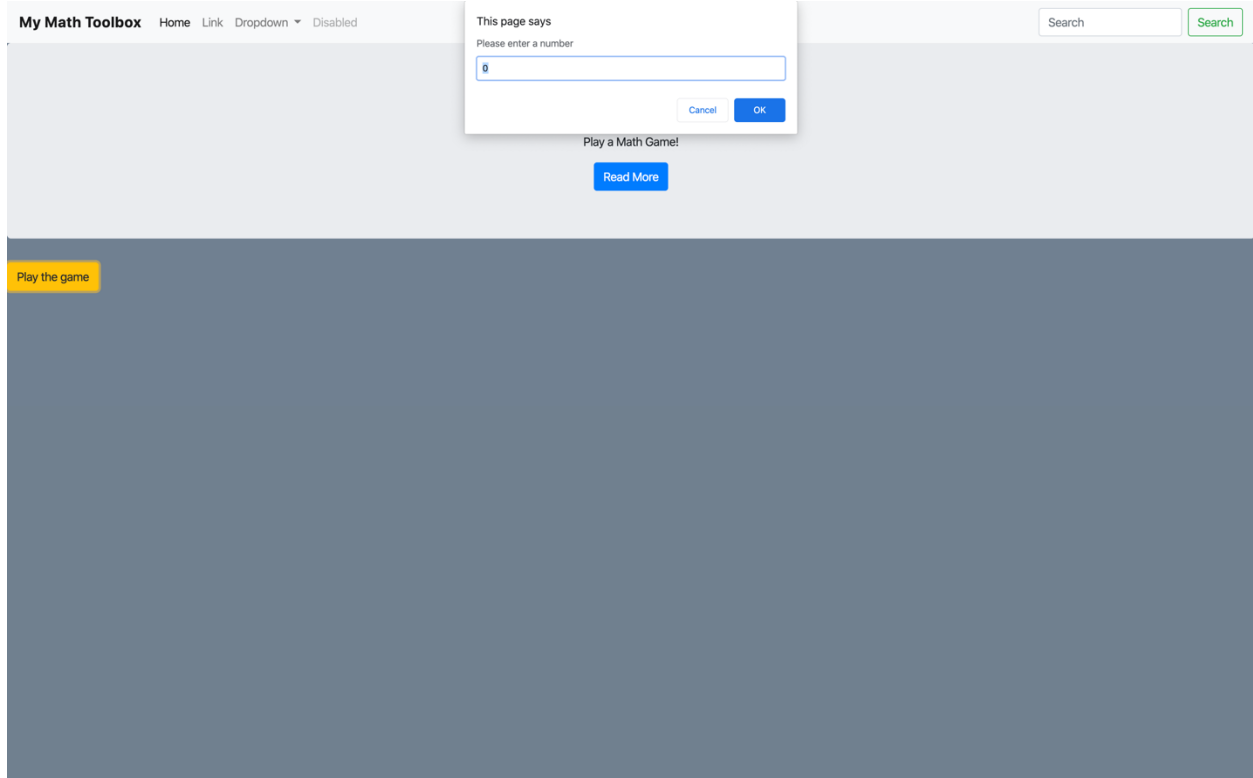 My Math Toolbox Home Link Dropdown Disabled Search Search
This page says
Please enter a number
0
Cancel OK
Play a Math Game!
Read More
Play the game